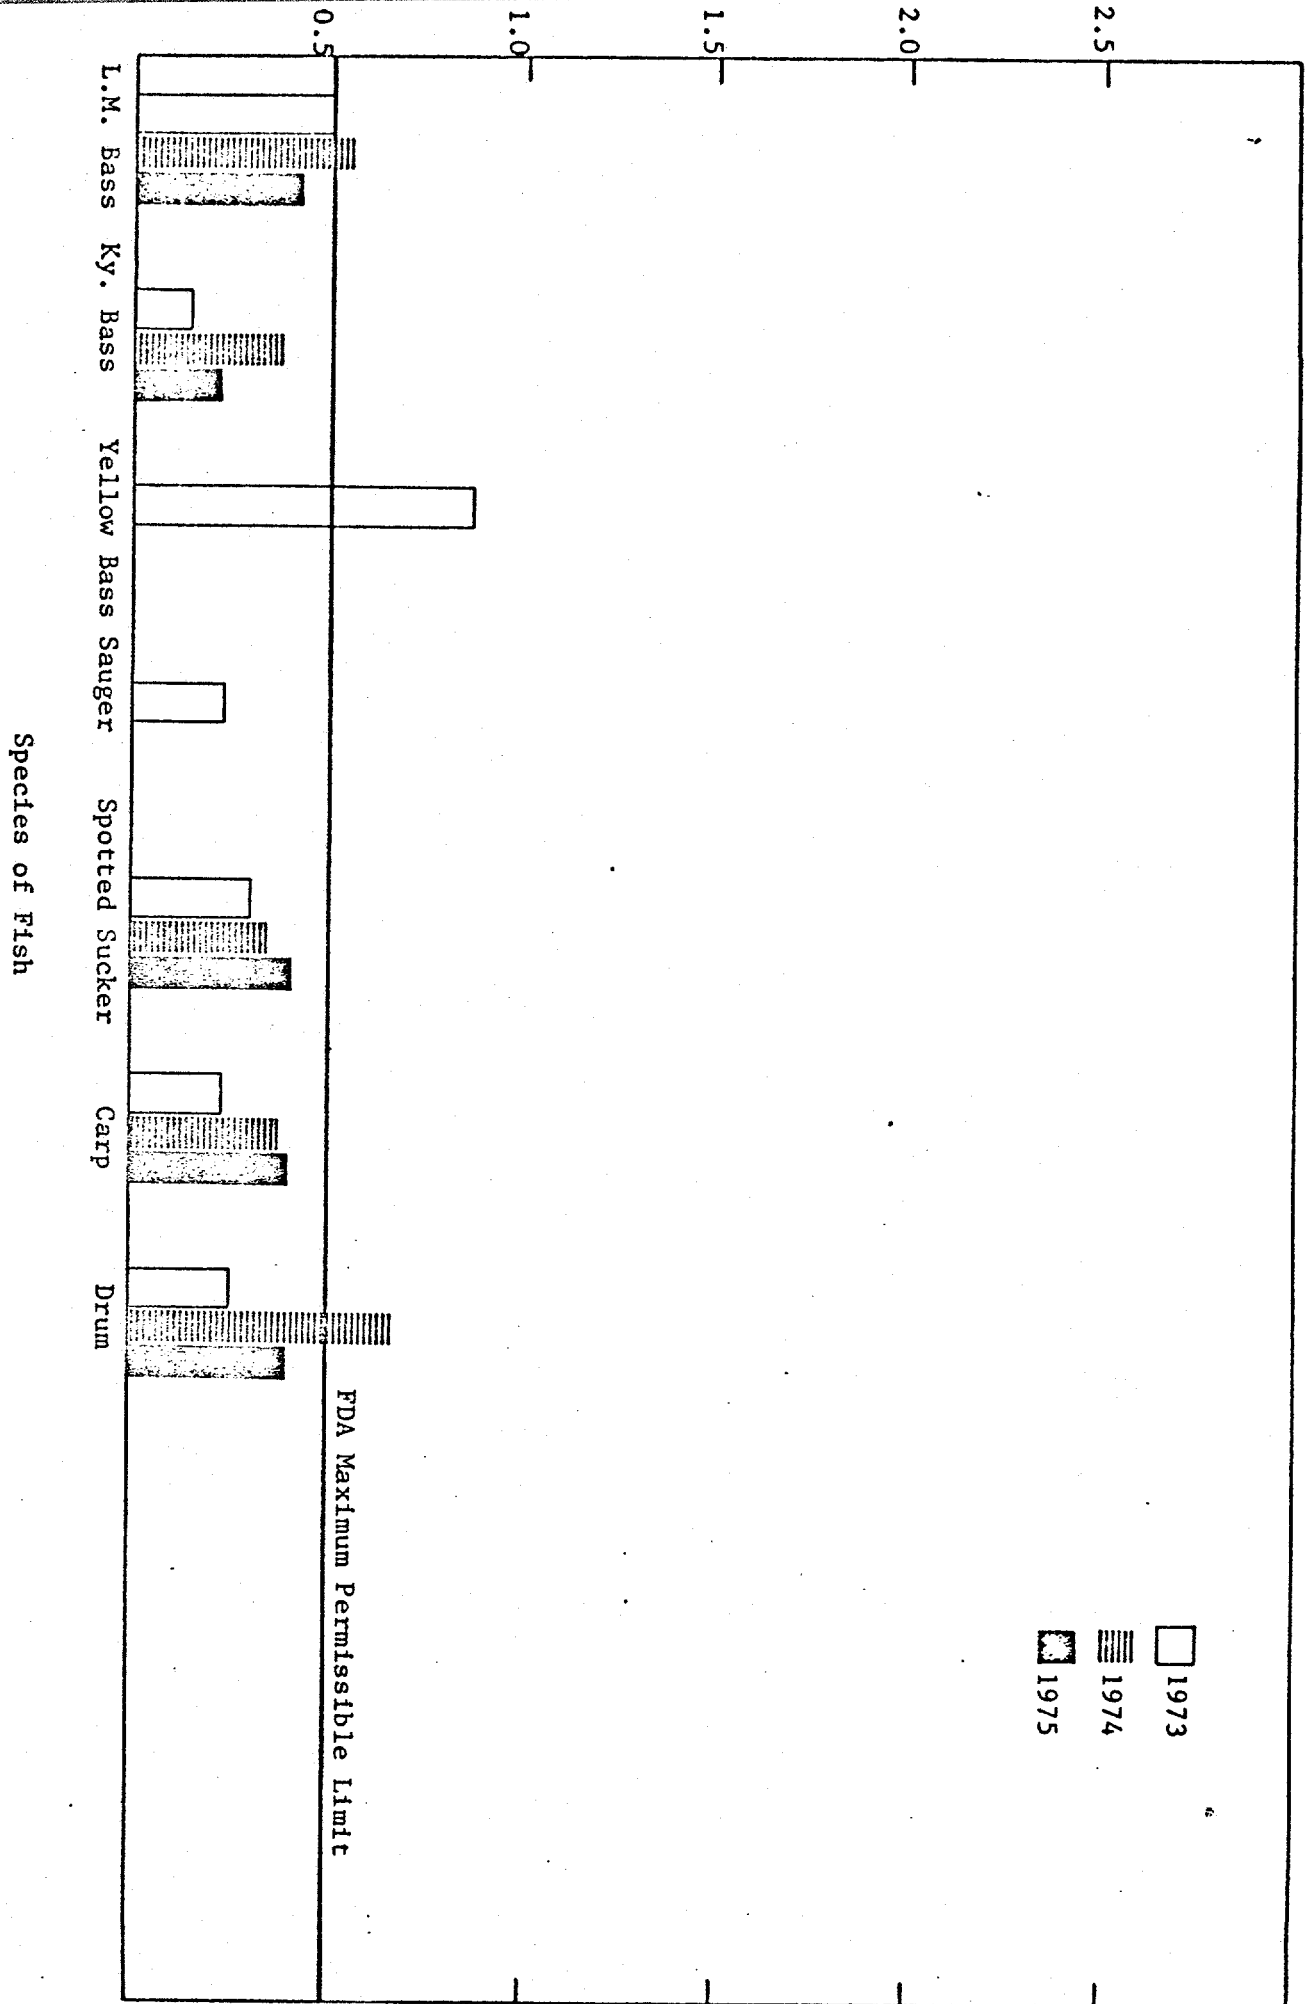 2.5
2.0
1.5
1.0
0.5
1973
1974
1975
FDA Maximum Permissible Limit
L.M. Bass Ky. Bass Yellow Bass Sauger Spotted Sucker Carp Drum
Species of Fish